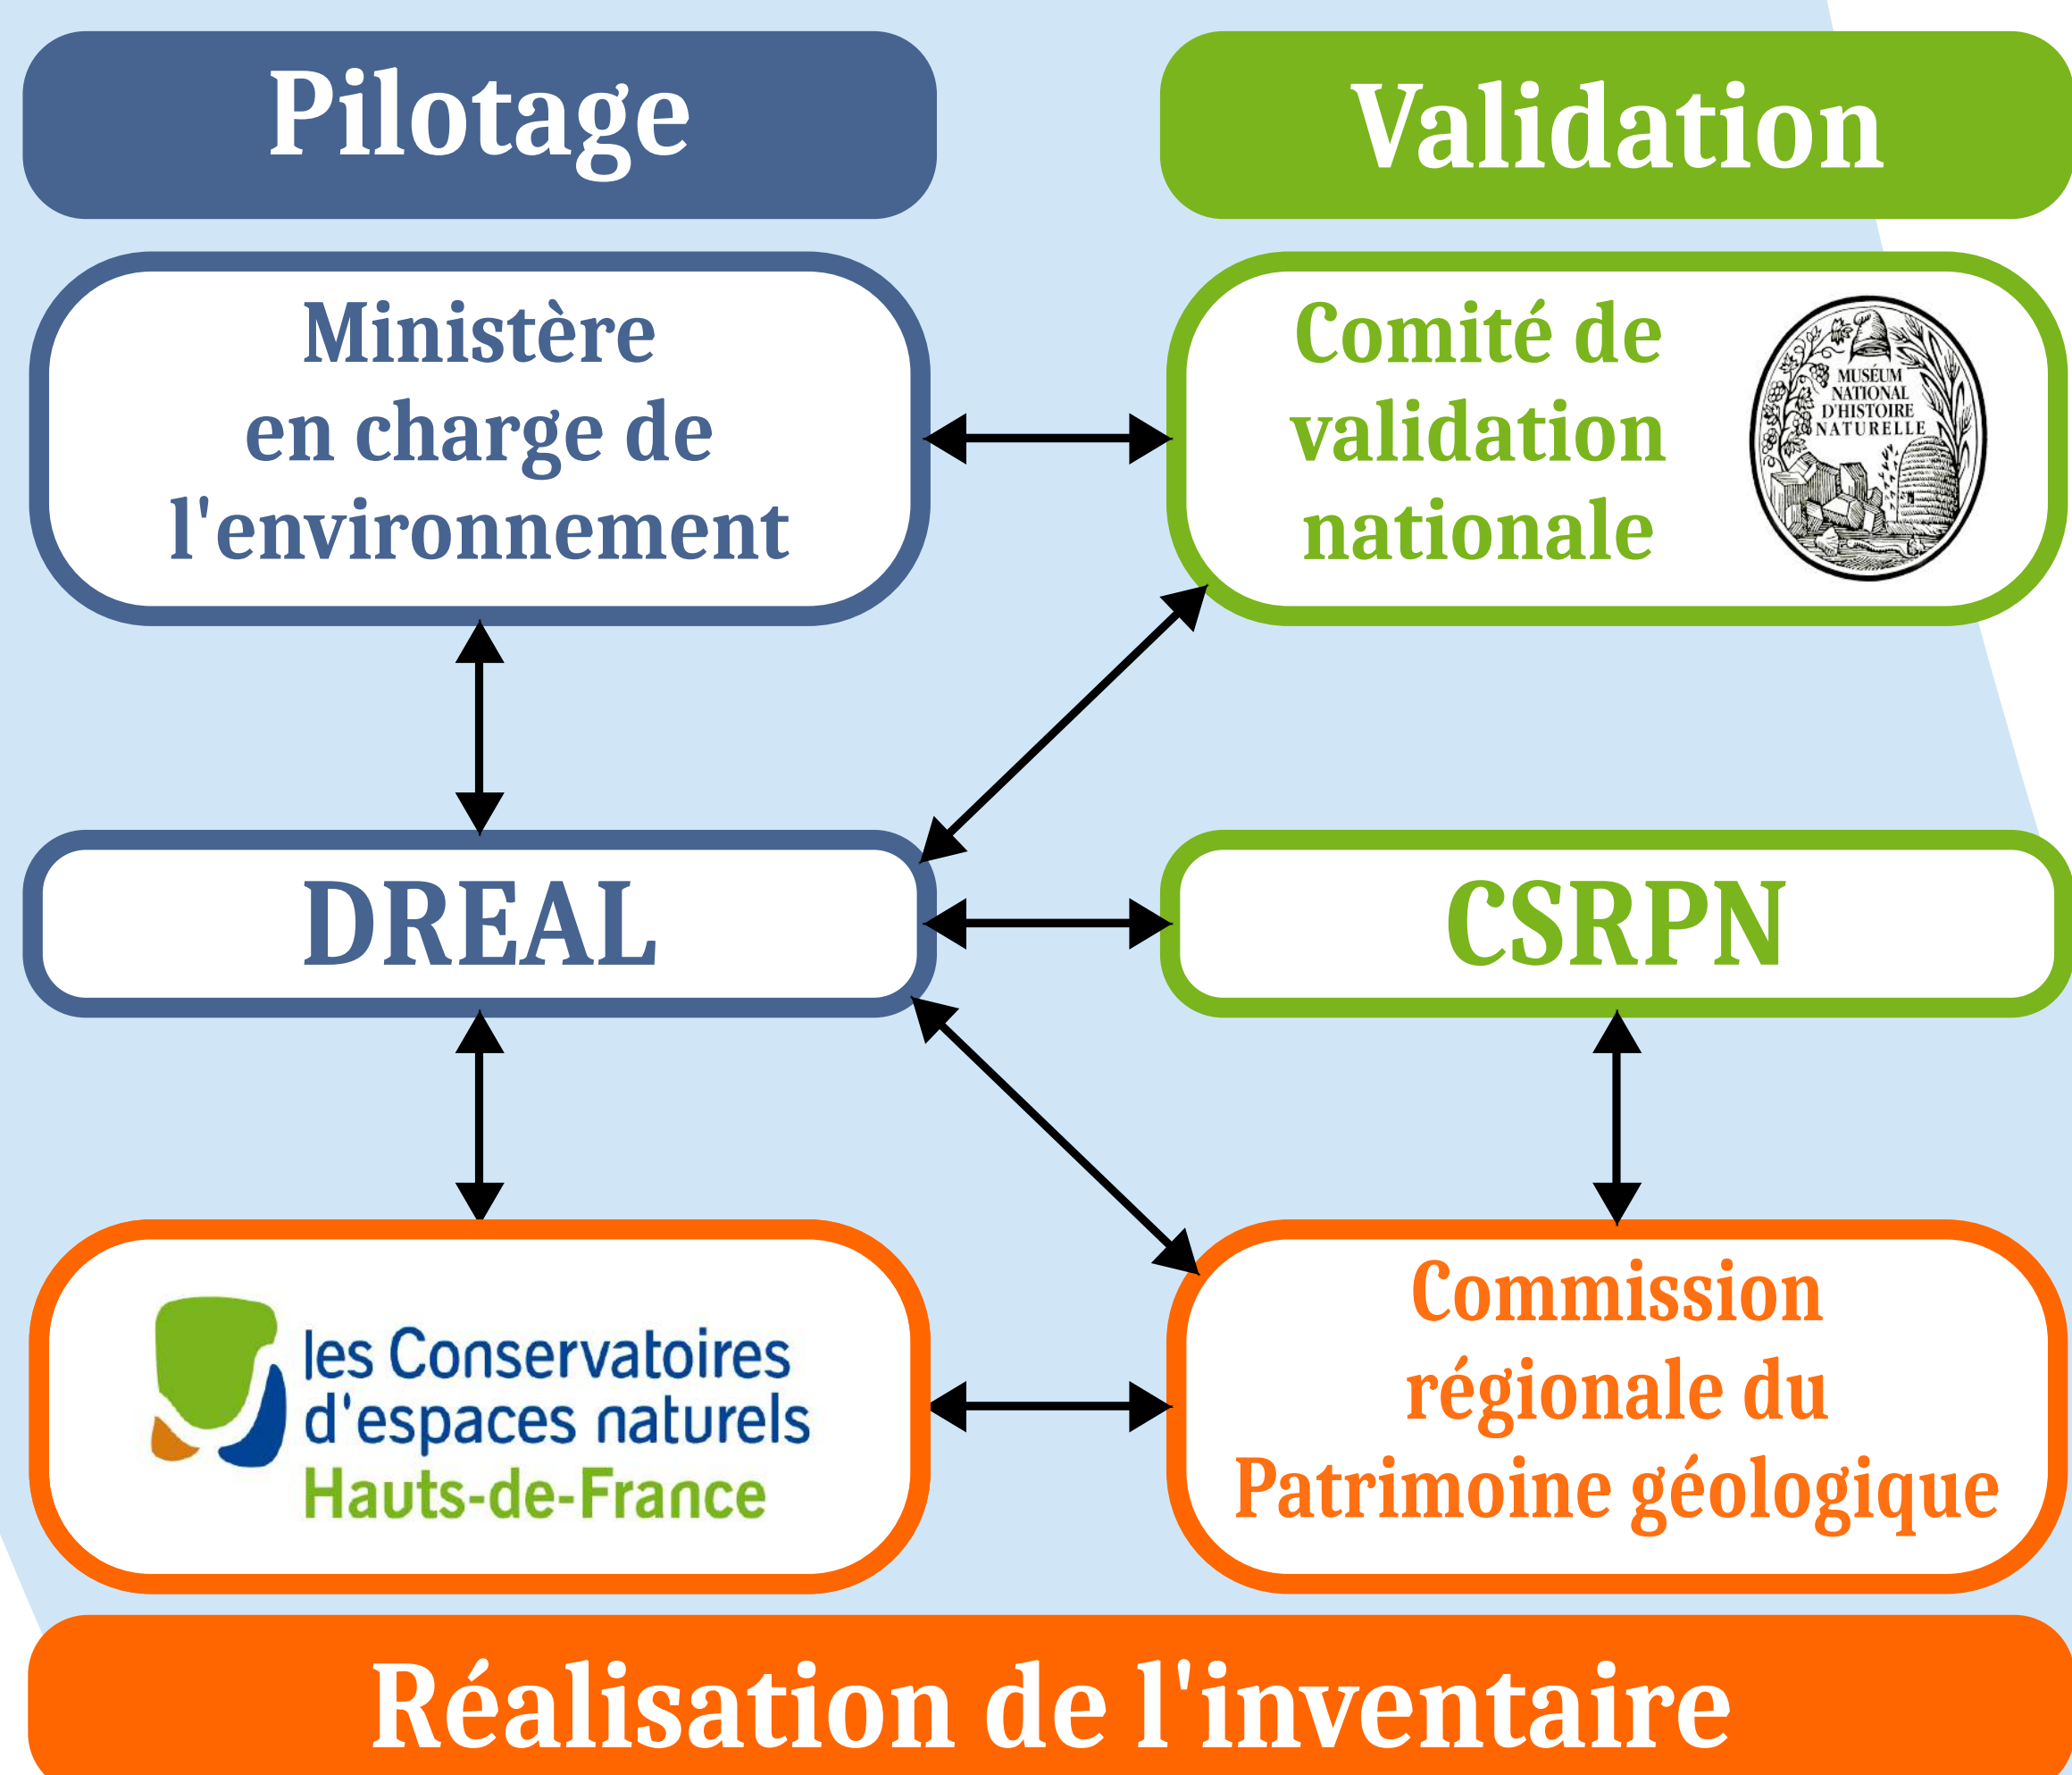 Pilotage
Validation
Ministère
en charge de
l'environnement
Comité de
validation
nationale
MUSÉUM
NATIONAL
D'HISTOIRE
NATURELLE
DREAL
CSRPN
les Conservatoires
d'espaces naturels
Hauts-de-France
Commission
régionale du
Patrimoine géologique
Réalisation de l'inventaire